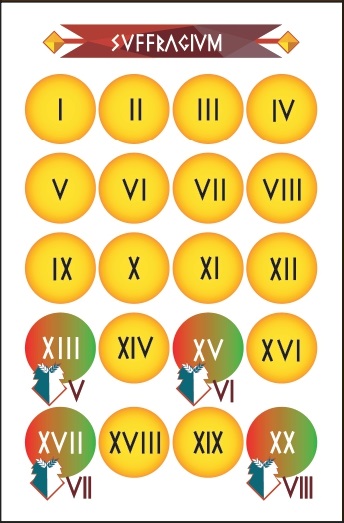 SVFFRAGIVM
I II III IV
V VI VII VIII
IX X XI XII
XIII XIV XV XVI
V VI
XVII XVIII XIX XX
VII VIII